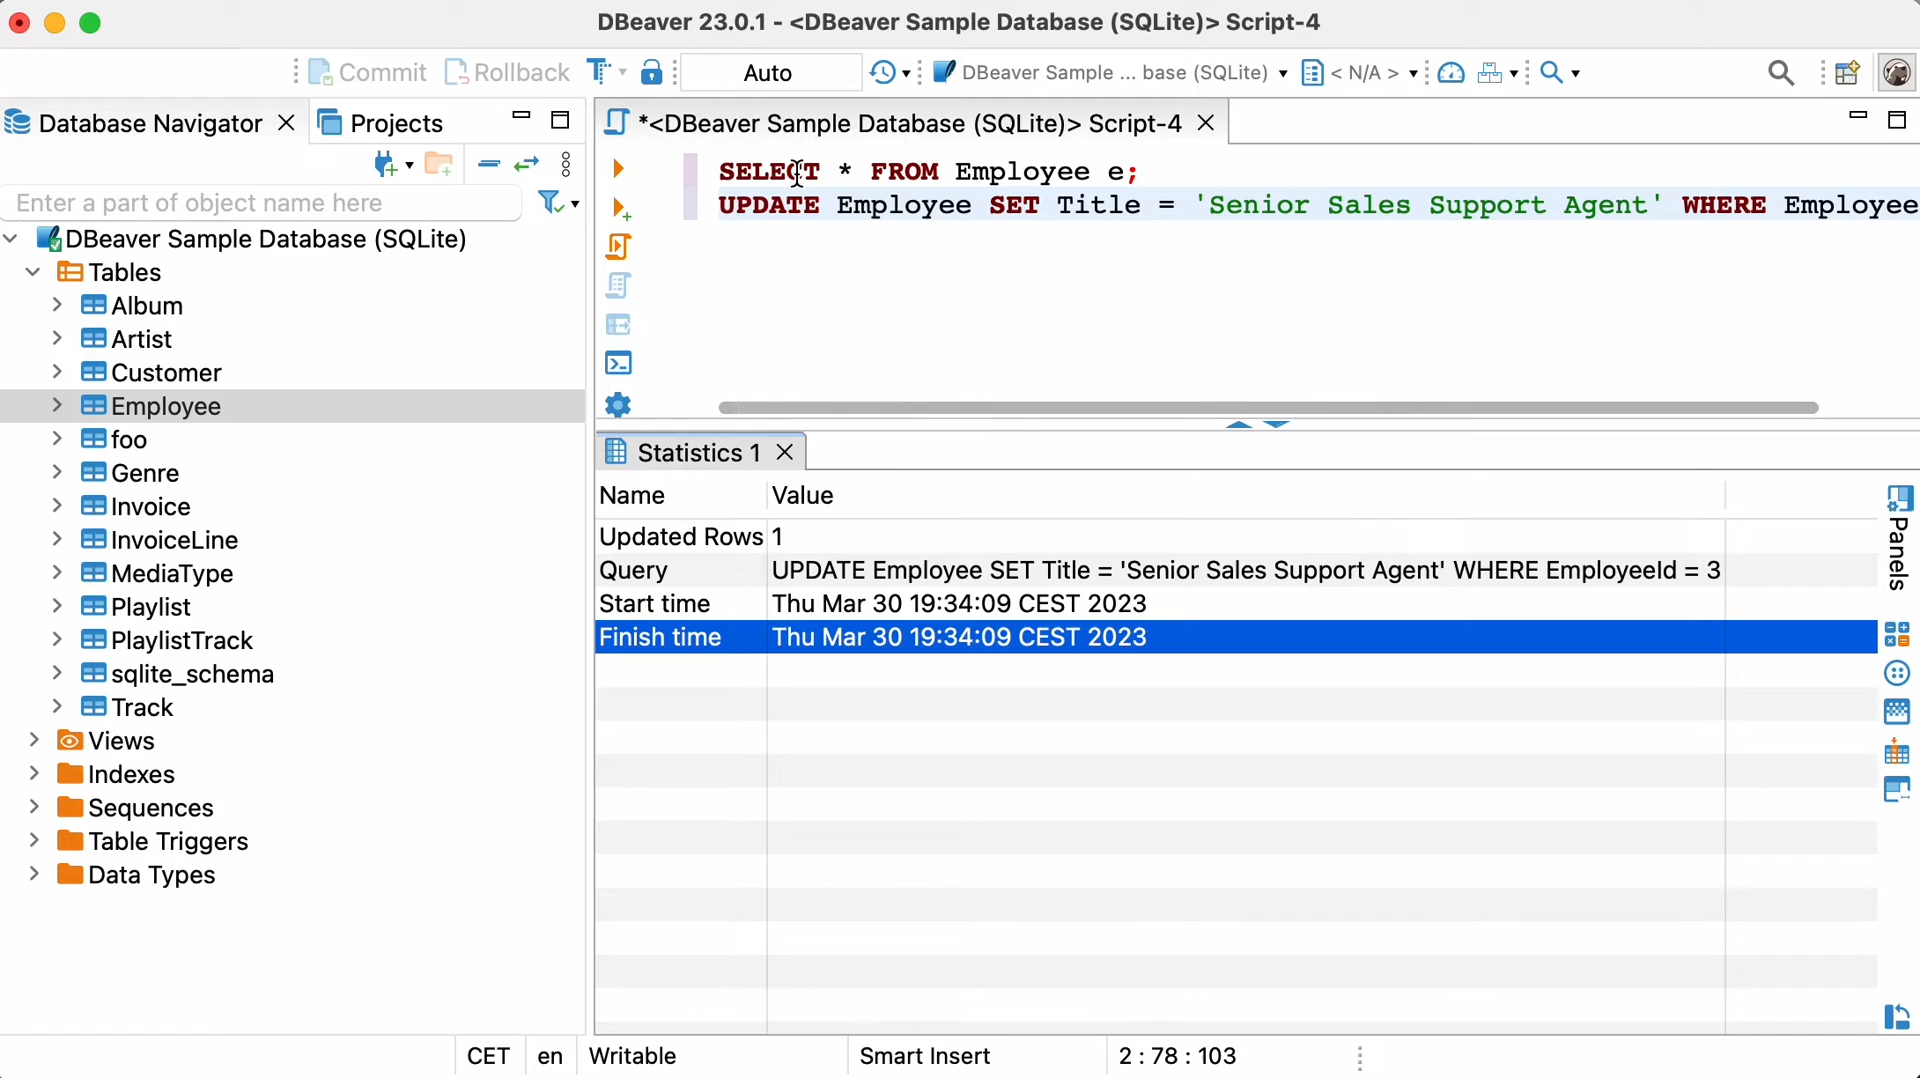 DBeaver 23.0.1 - <DBeaver Sample Database (SQLite)> Script-4
Commit Rollback Auto DBeaver Sample ... base (SQLite) < N/A >
Database Navigator Projects
*<DBeaver Sample Database (SQLite)> Script-4
SELECT * FROM Employee e;
UPDATE Employee SET Title = 'Senior Sales Support Agent' WHERE Employee
Enter a part of object name here
DBeaver Sample Database (SQLite)
Tables
Album
Artist
Customer
Employee
foo
Genre
Invoice
InvoiceLine
MediaType
Playlist
PlaylistTrack
sqlite_schema
Track
Views
Indexes
Sequences
Table Triggers
Data Types
Statistics 1
Name Value
Updated Rows 1
Query UPDATE Employee SET Title = 'Senior Sales Support Agent' WHERE EmployeeId = 3
Start time Thu Mar 30 19:34:09 CEST 2023
Finish time Thu Mar 30 19:34:09 CEST 2023
Panels
CET en Writable Smart Insert 2 : 78 : 103